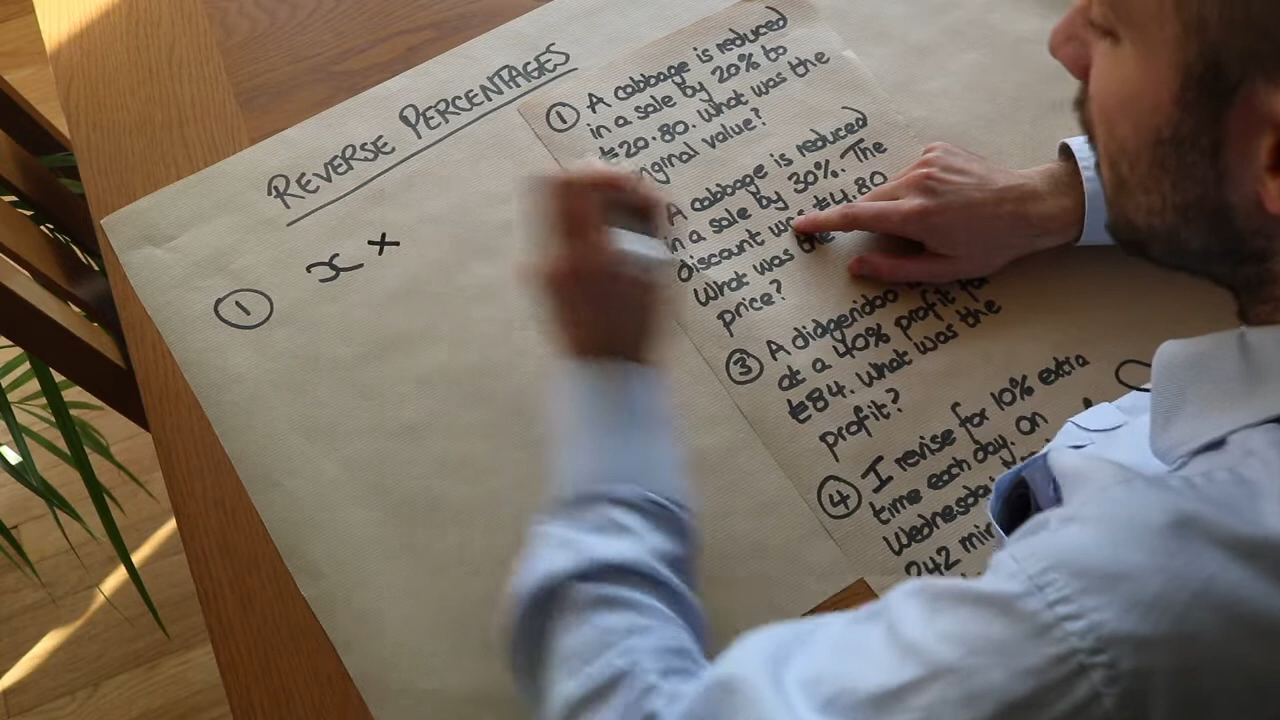 REVERSE PERCENTAGES
① x ×
① A cabbage is reduced
in a sale by 20% to
£20.80. What was the
value?
A cabbage is reduced
in a sale by 30%. The
discount was £4.80
What was the
price?
③ A didgeridoo
at a 40% profit for
£84. What was the
profit?
④ I revise for 10% extra
time each day. On
Wednesday
242